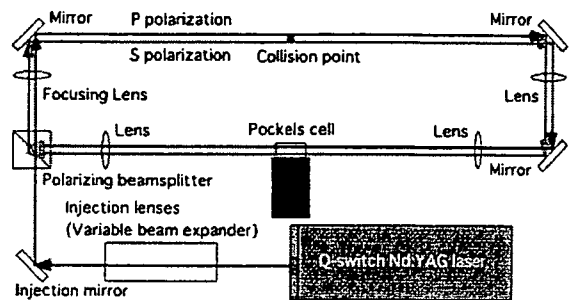 Mirror
P polarization
Mirror
S polarization
Collision point
Focusing Lens
Lens
Lens
Pockels cell
Lens
Polarizing beamsplitter
Mirror
Injection lenses
(Variable beam expander)
Q-switch Nd:YAG laser
Injection mirror